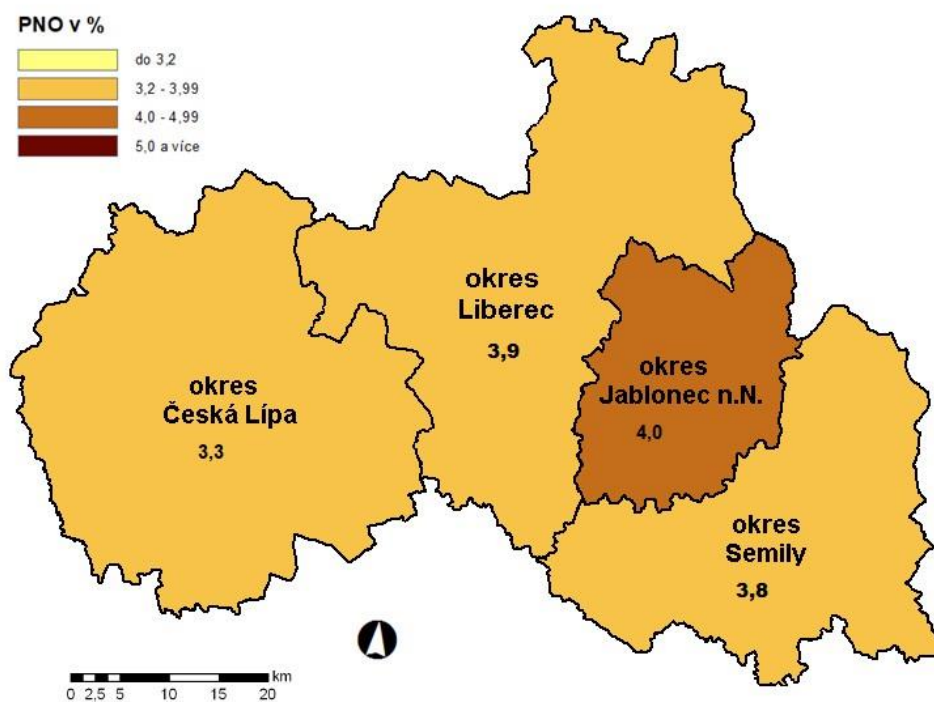 PNO v %
do 3,2
3,2 - 3,99
4,0 - 4,99
5,0 a více
okres
Liberec
3,9
okres
Jablonec n.N.
4,0
okres
Česká Lípa
3,3
okres
Semily
3,8
km
0 2,5 5 10 15 20